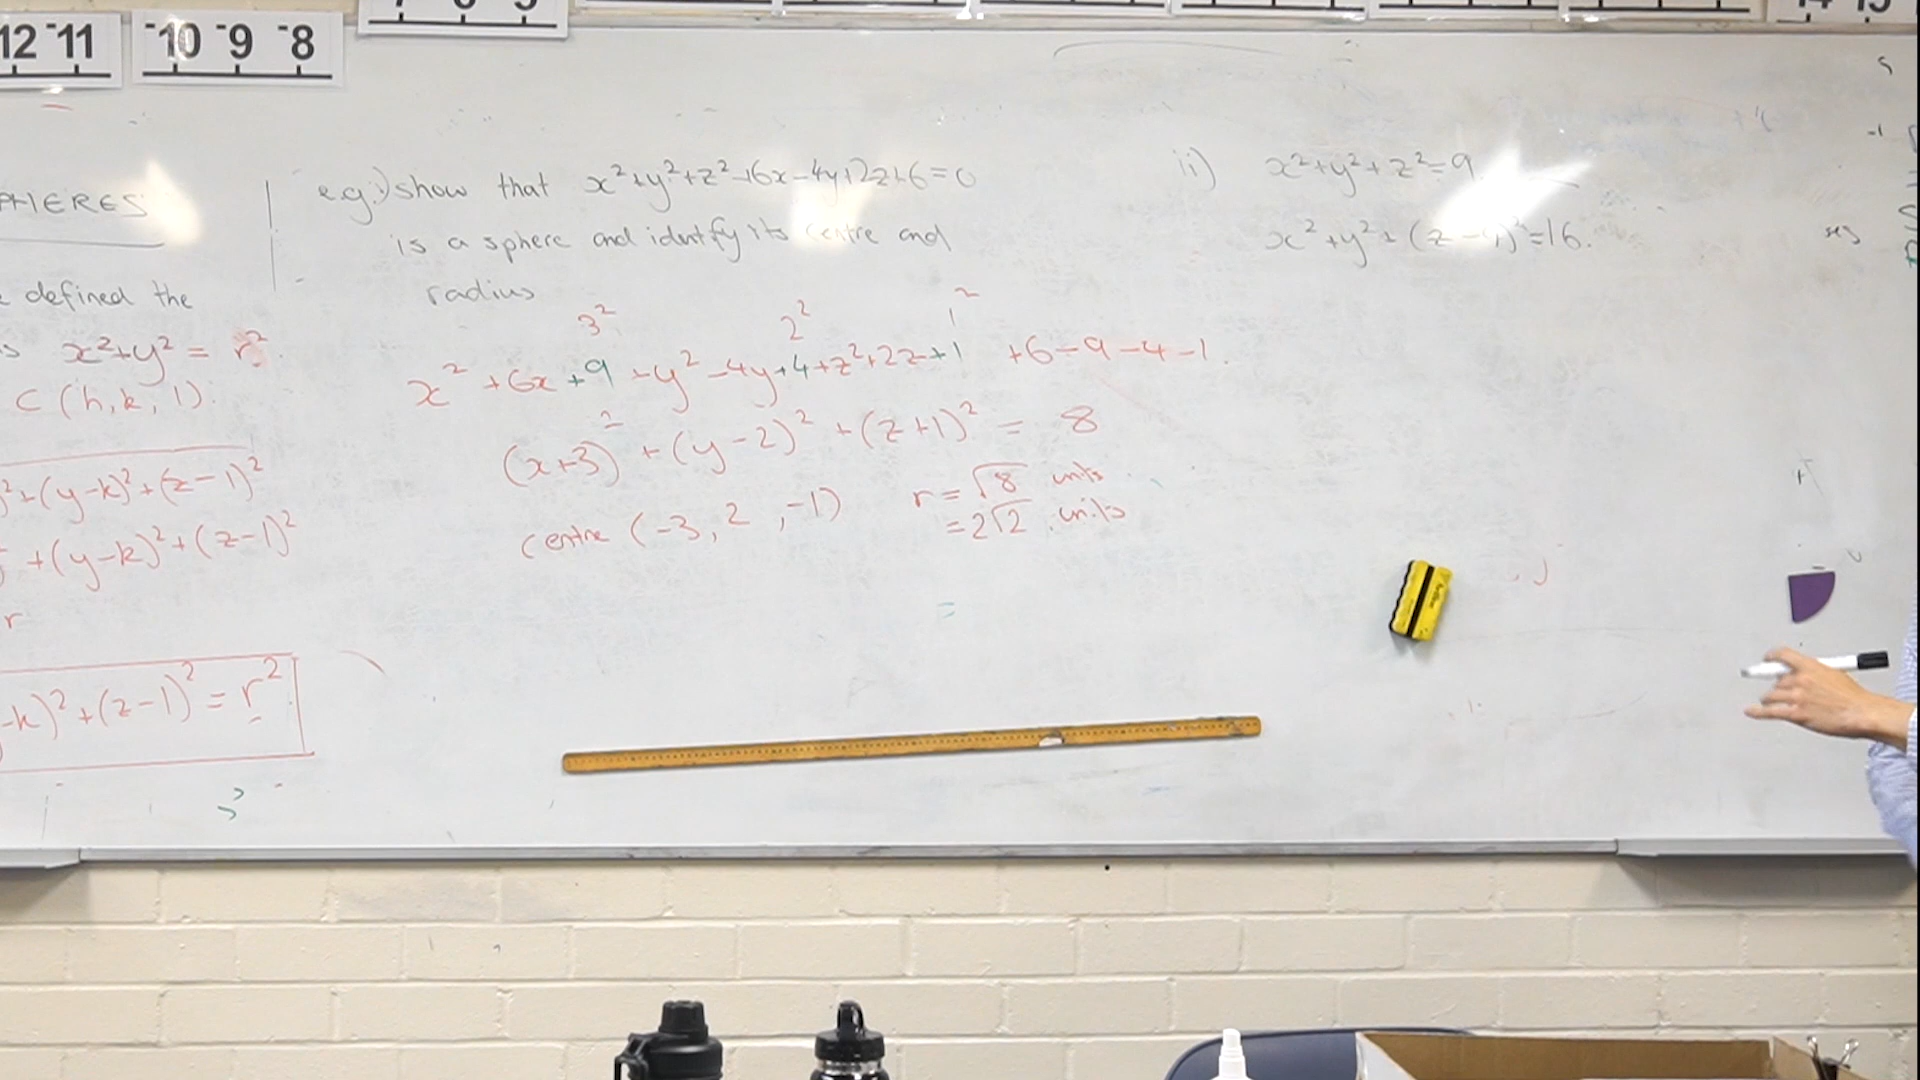 12 -11
-10 -9 -8
PHERES
defined the
x²+y² = r²
C (h, k, 1)
²+(y-k)²+(z-1)²
+(y-k)²+(z-1)²
r
-k)²+(z-1)² = r²
e.g. i) show that x²+y²+z²+6x-4y+2z+6=0
is a sphere and identify its centre and
radius
3² 2² 1²
x² +6x +9 +y² -4y+4+z²+2z+1 +6-9-4-1
(x+3)² + (y-2)² + (z+1)² = 8
centre (-3, 2, -1)
r = √8 units
= 2√2 units
ii) x²+y²+z²=9
x²+y²+(z-4)²=16.